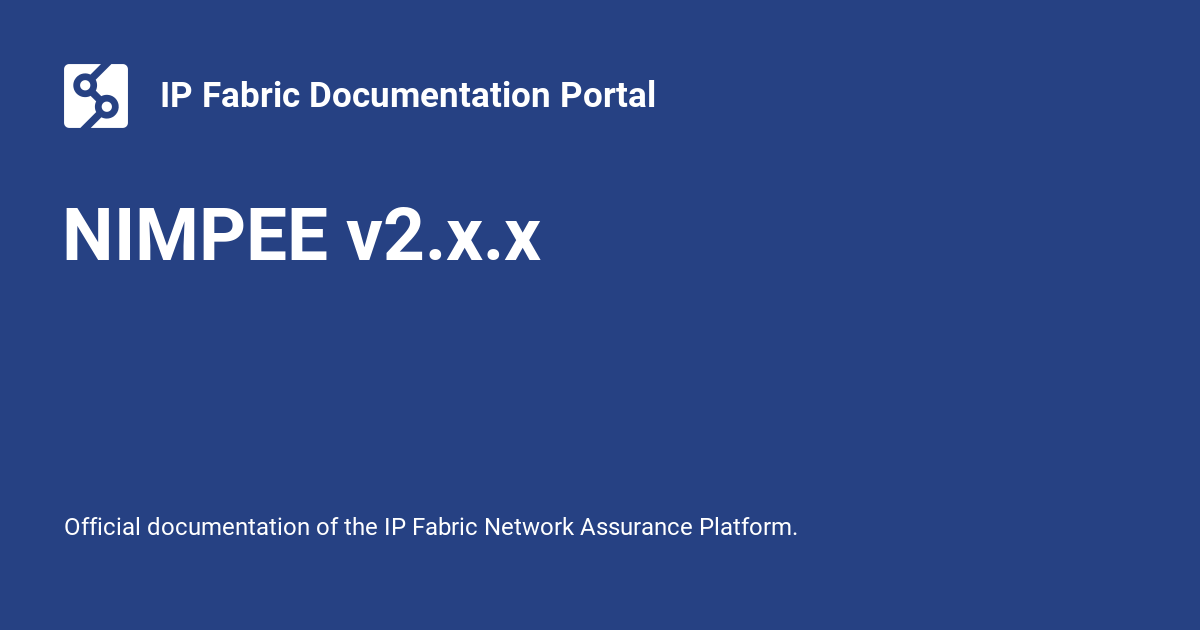 IP Fabric Documentation Portal
NIMPEE v2.x.x
Official documentation of the IP Fabric Network Assurance Platform.